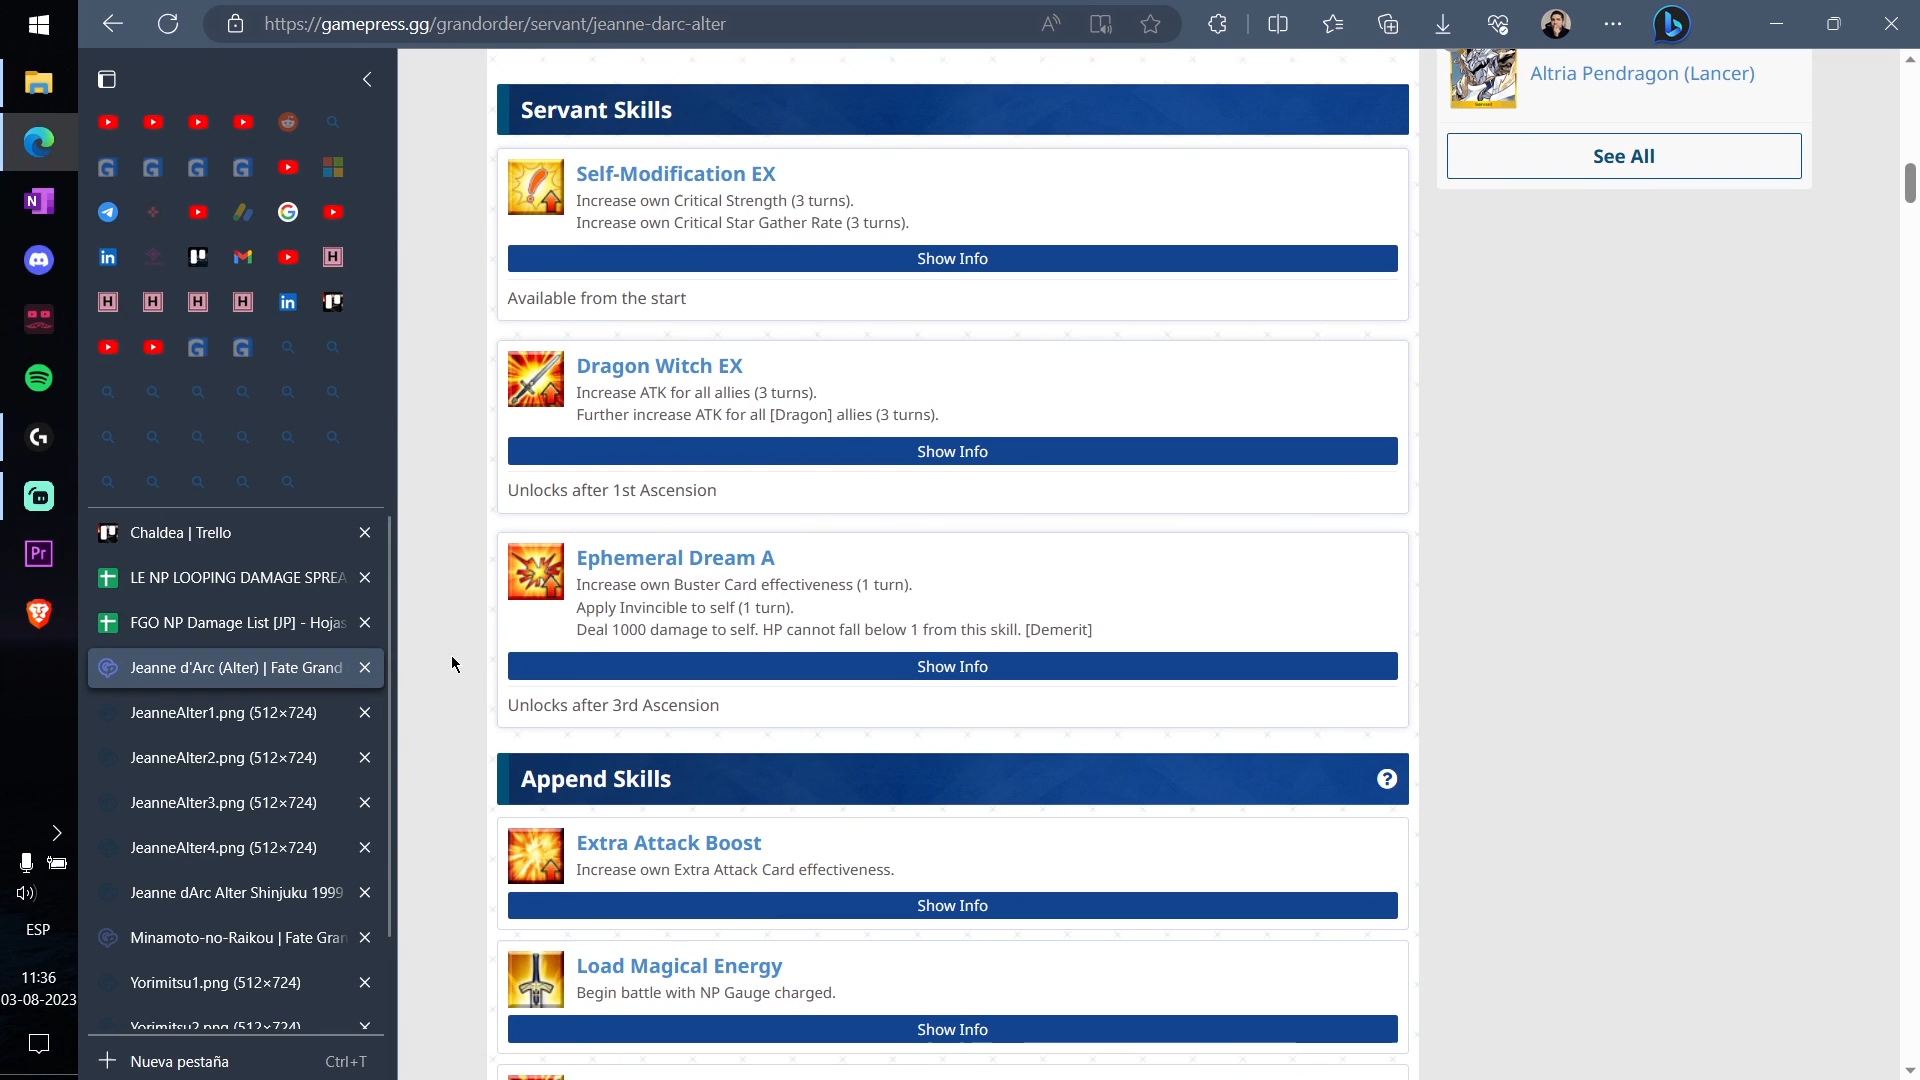 https://gamepress.gg/grandorder/servant/jeanne-darc-alter
Altria Pendragon (Lancer)
See All
Servant Skills
Self-Modification EX
Increase own Critical Strength (3 turns).
Increase own Critical Star Gather Rate (3 turns).
Show Info
Available from the start
Dragon Witch EX
Increase ATK for all allies (3 turns).
Further increase ATK for all [Dragon] allies (3 turns).
Show Info
Unlocks after 1st Ascension
Ephemeral Dream A
Increase own Buster Card effectiveness (1 turn).
Apply Invincible to self (1 turn).
Deal 1000 damage to self. HP cannot fall below 1 from this skill. [Demerit]
Show Info
Unlocks after 3rd Ascension
Append Skills
Extra Attack Boost
Increase own Extra Attack Card effectiveness.
Show Info
Load Magical Energy
Begin battle with NP Gauge charged.
Show Info
Chaldea | Trello
LE NP LOOPING DAMAGE SPREA
FGO NP Damage List [JP] - Hojas
Jeanne d'Arc (Alter) | Fate Grand
JeanneAlter1.png (512×724)
JeanneAlter2.png (512×724)
JeanneAlter3.png (512×724)
JeanneAlter4.png (512×724)
Jeanne dArc Alter Shinjuku 1999
Minamoto-no-Raikou | Fate Gran
Yorimitsu1.png (512×724)
Yorimitsu2.png (512×724)
Nueva pestaña Ctrl+T
ESP
11:36
03-08-2023